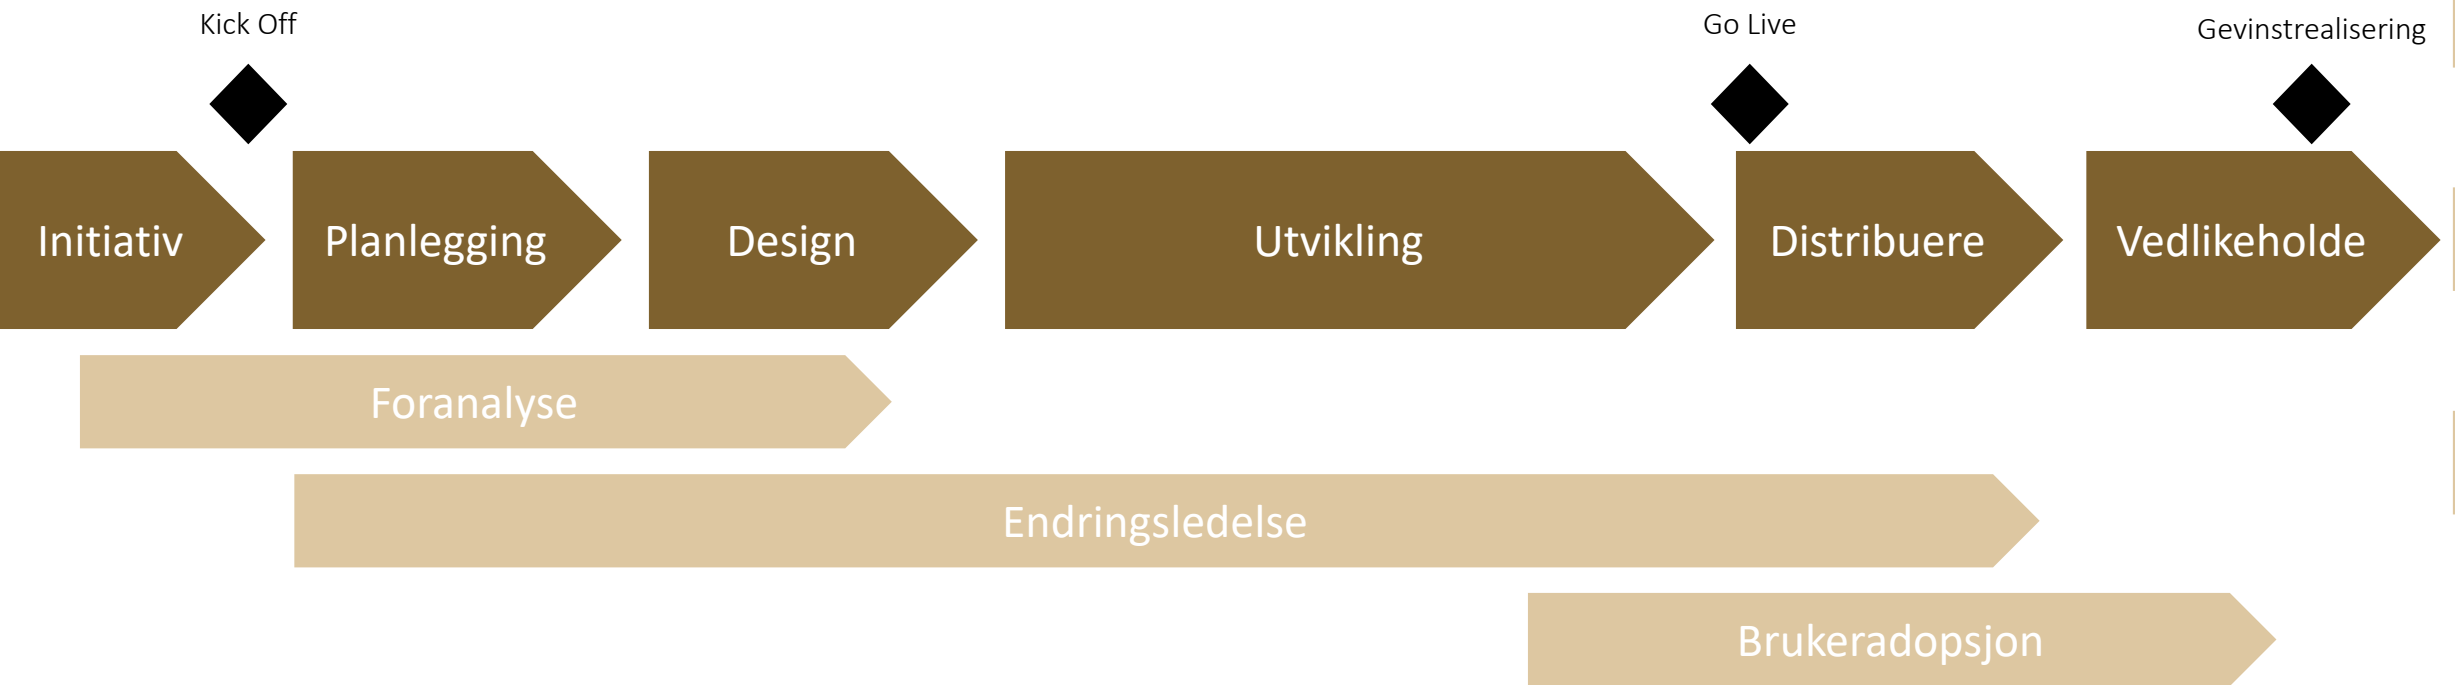 Kick Off
Go Live
Gevinstrealisering
Initiativ
Planlegging
Design
Utvikling
Distribuere
Vedlikeholde
Foranalyse
Endringsledelse
Brukeradopsjon